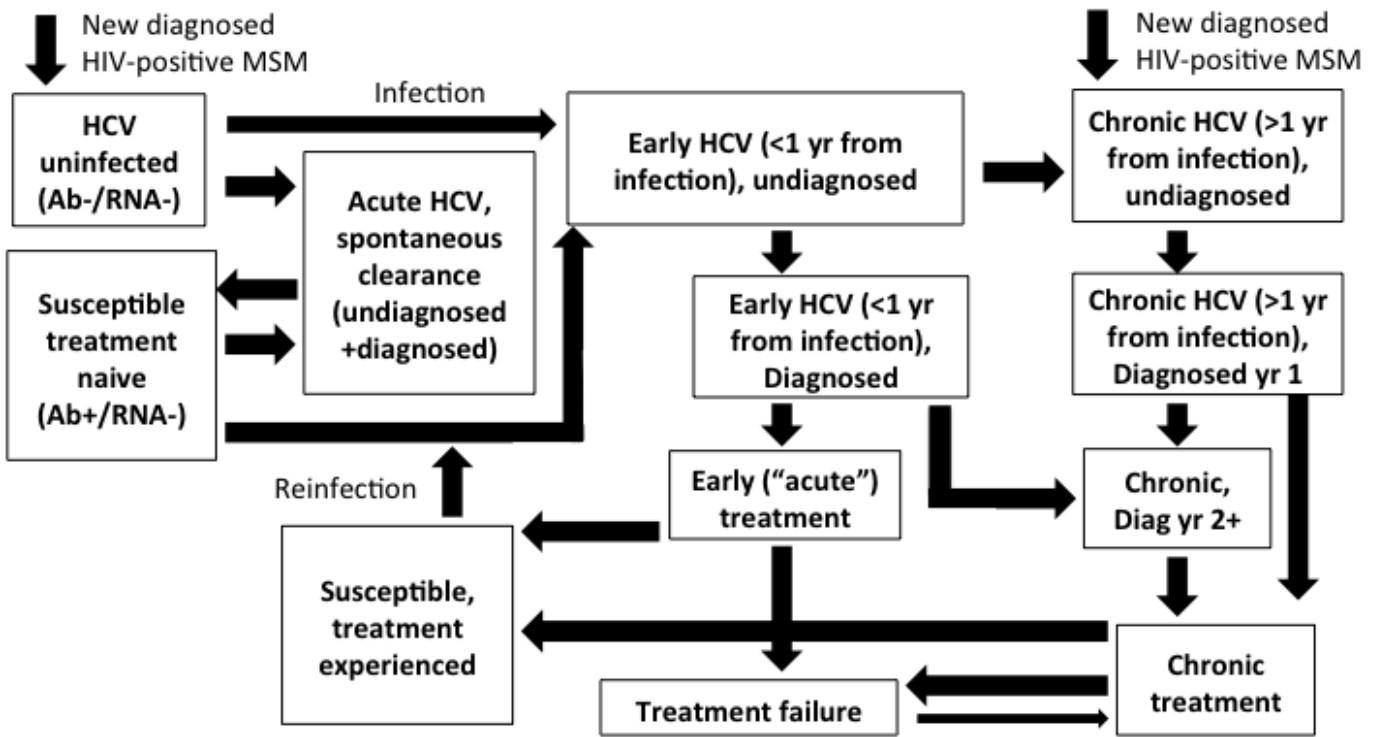 New diagnosed
HIV-positive MSM
New diagnosed
HIV-positive MSM
Infection
HCV
uninfected
(Ab-/RNA-)
Acute HCV,
spontaneous
clearance
(undiagnosed
+diagnosed)
Early HCV (<1 yr from
infection), undiagnosed
Chronic HCV (>1 yr
from infection),
undiagnosed
Susceptible
treatment
naive
(Ab+/RNA-)
Early HCV (<1 yr
from infection),
Diagnosed
Chronic HCV (>1 yr
from infection),
Diagnosed yr 1
Reinfection
Early (“acute”)
treatment
Chronic,
Diag yr 2+
Susceptible,
treatment
experienced
Treatment failure
Chronic
treatment